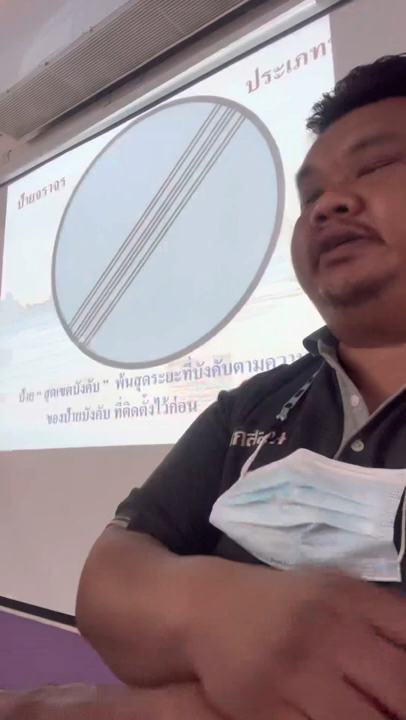 ประเภท
ป้ายจราจร
ป้าย “ สุดเขตบังคับ ” พ้นสุดระยะที่บังคับตามความ
ของป้ายบังคับ ที่ติดตั้งไว้ก่อน